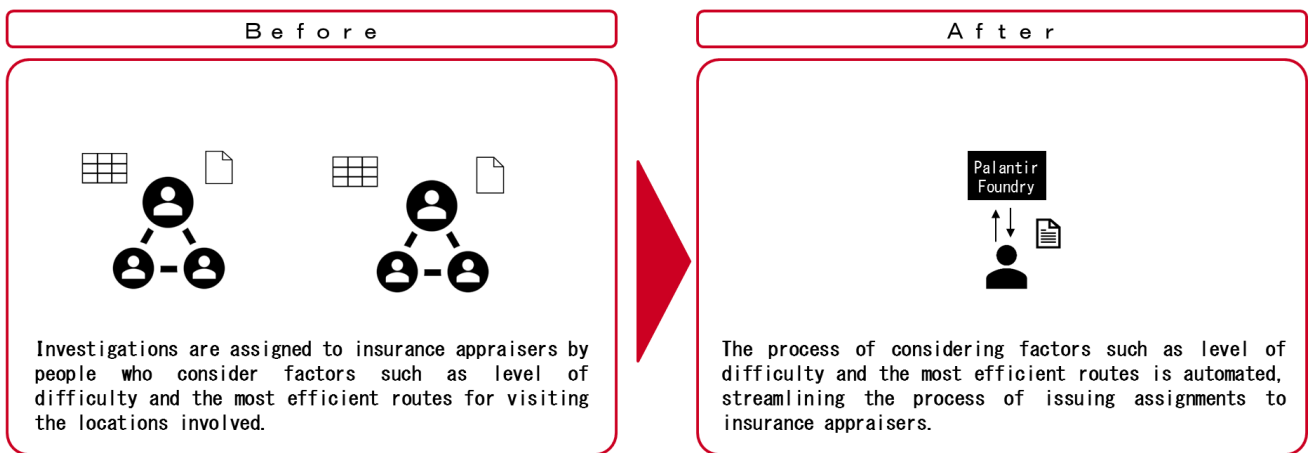 Before
After
Palantir
Foundry
Investigations are assigned to insurance appraisers by
people who consider factors such as level of
difficulty and the most efficient routes for visiting
the locations involved.
The process of considering factors such as level of
difficulty and the most efficient routes is automated,
streamlining the process of issuing assignments to
insurance appraisers.